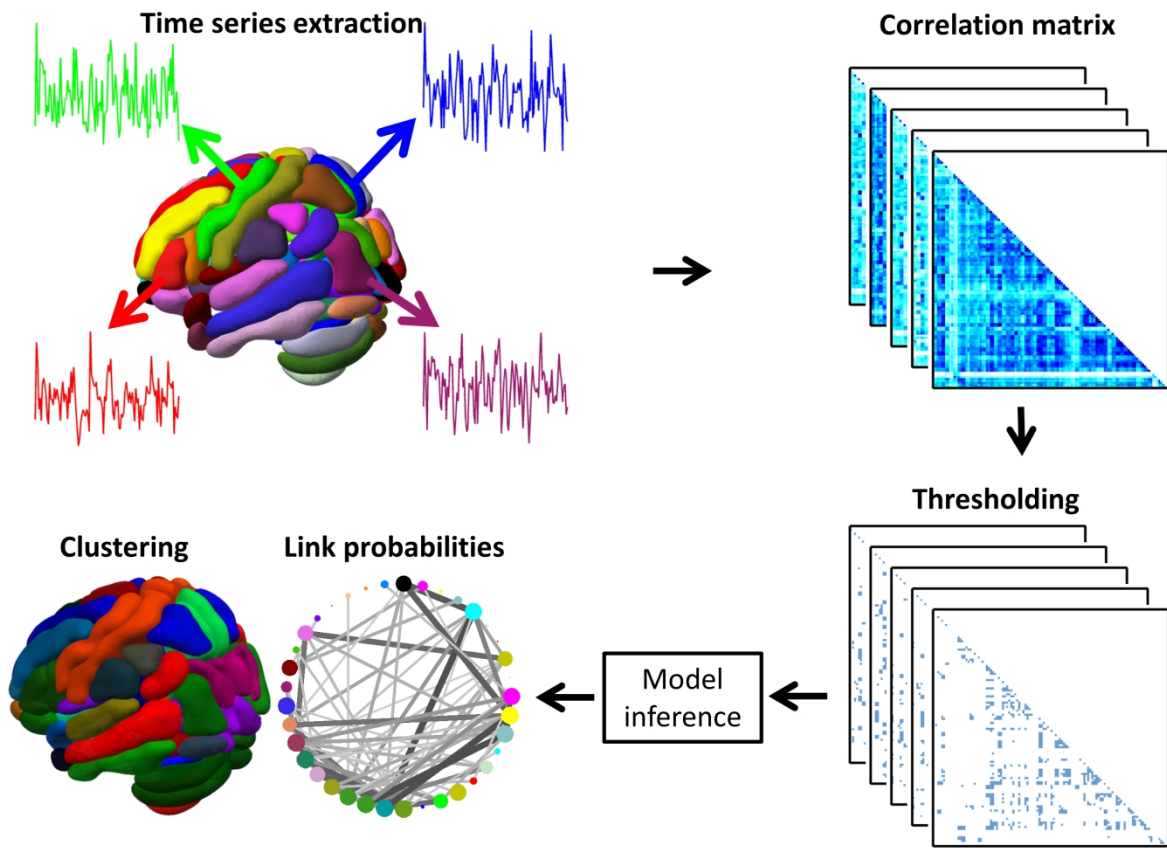 Time series extraction
Correlation matrix
Thresholding
Clustering
Link probabilities
Model
inference